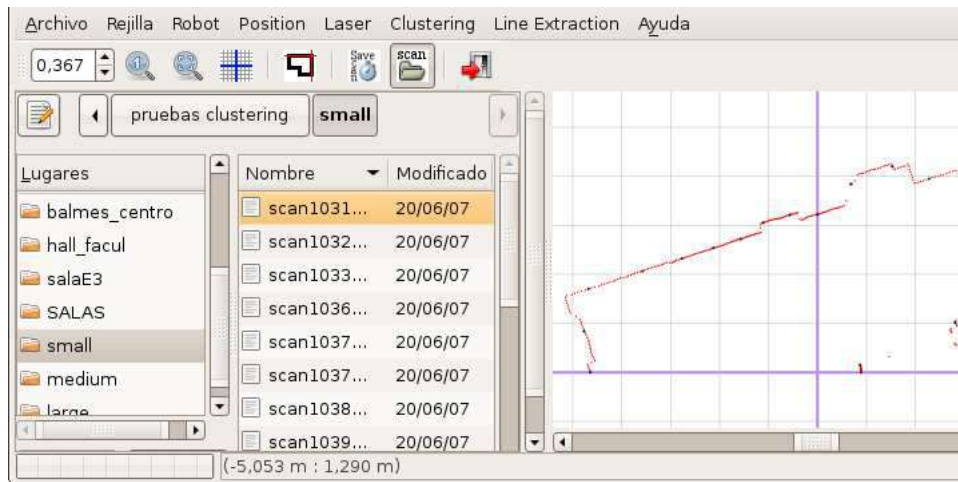 Archivo Rejilla Robot Position Laser Clustering Line Extraction Ayuda
0,367 Save scan
pruebas clustering small
Lugares
balmes_centro
hall_facul
salaE3
SALAS
small
medium
large
Nombre Modificado
scan1031... 20/06/07
scan1032... 20/06/07
scan1033... 20/06/07
scan1036... 20/06/07
scan1037... 20/06/07
scan1037... 20/06/07
scan1038... 20/06/07
scan1039... 20/06/07
(-5,053 m : 1,290 m)